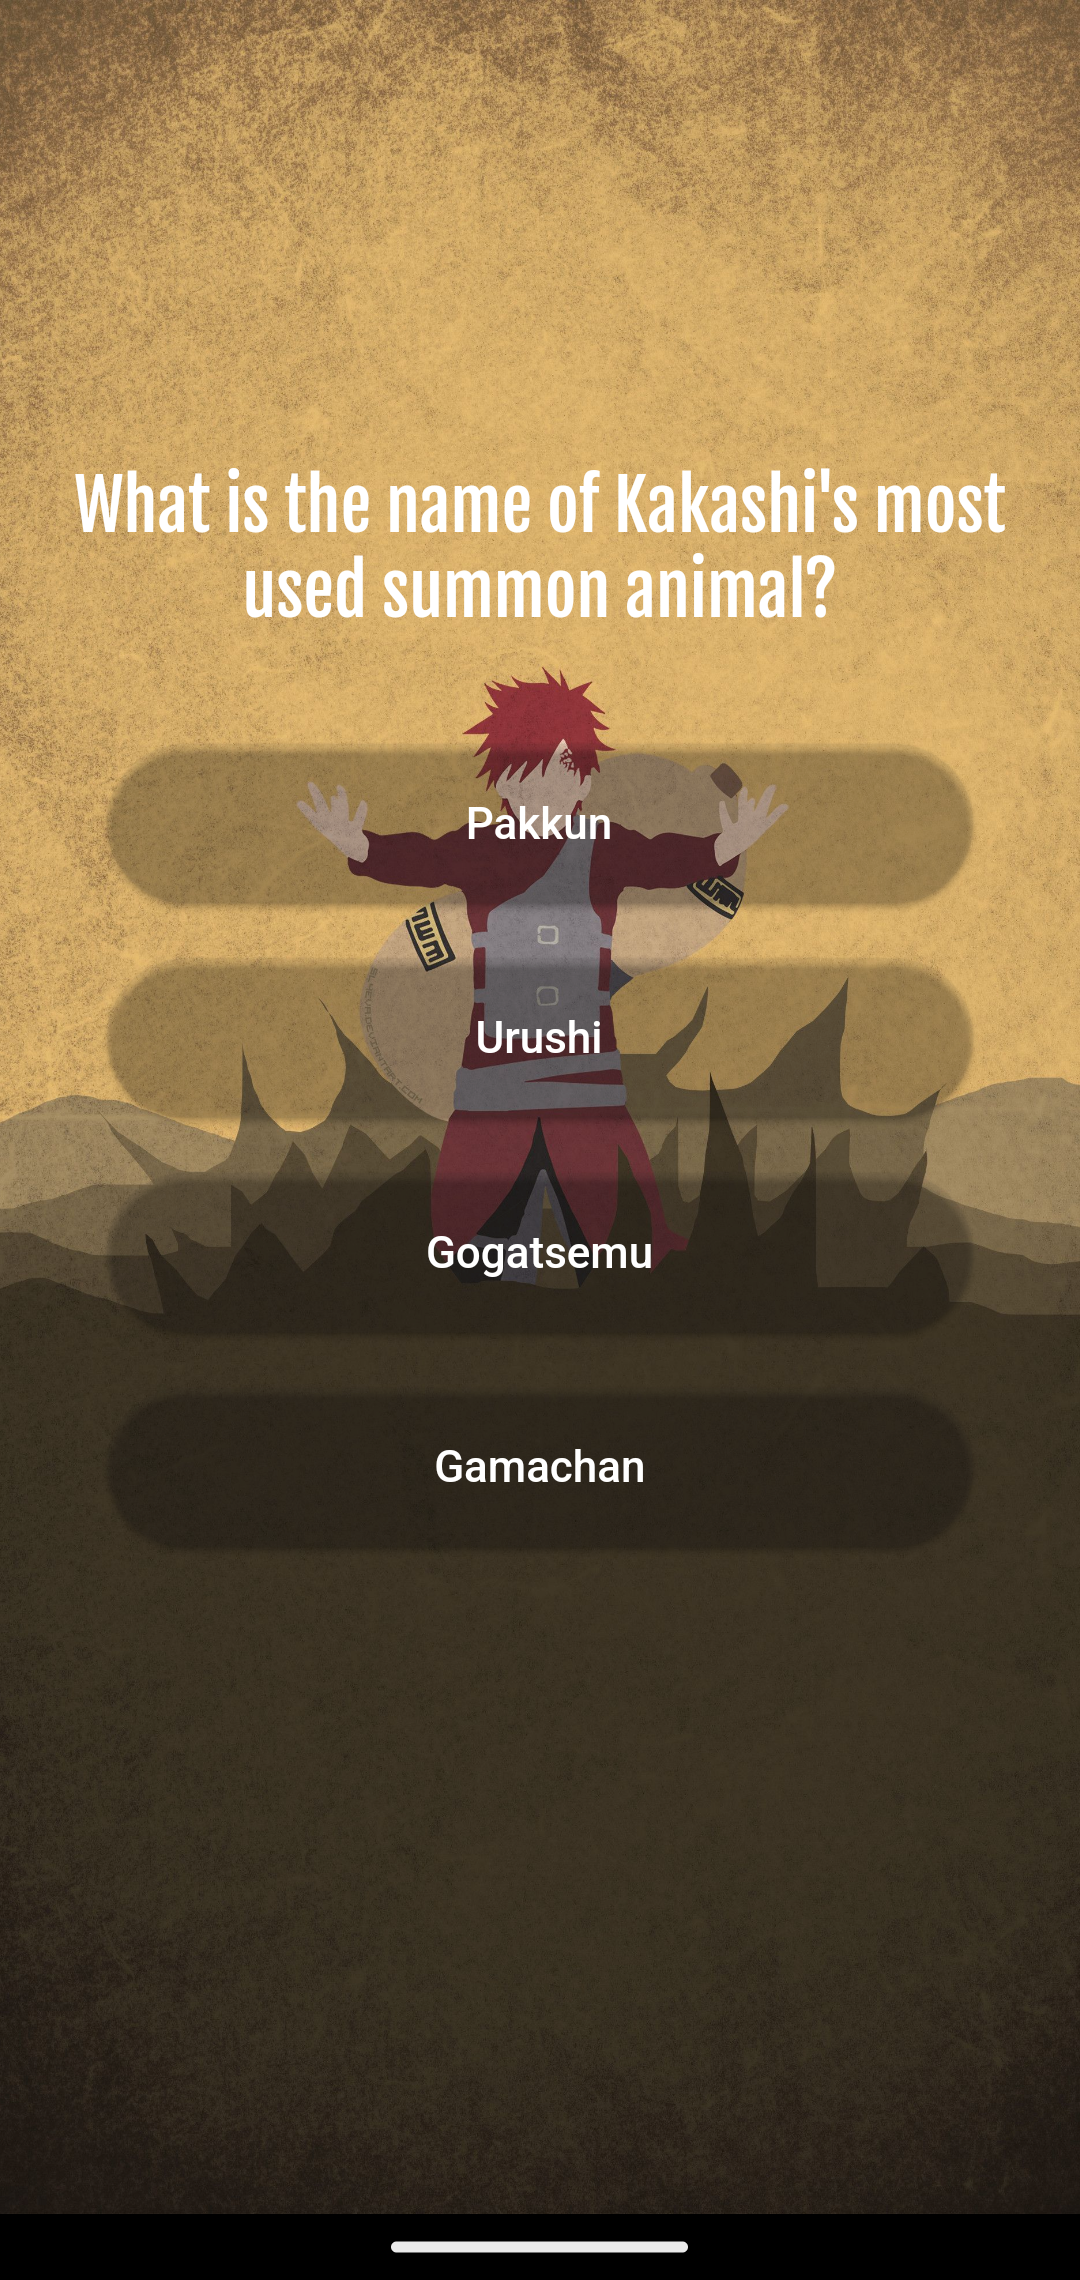 What is the name of Kakashi's most
used summon animal?
Pakkun
Urushi
Gogatsemu
Gamachan